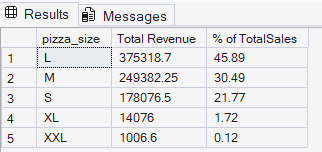 Results Messages
pizza_size Total Revenue % of TotalSales
1 L 375318.7 45.89
2 M 249382.25 30.49
3 S 178076.5 21.77
4 XL 14076 1.72
5 XXL 1006.6 0.12